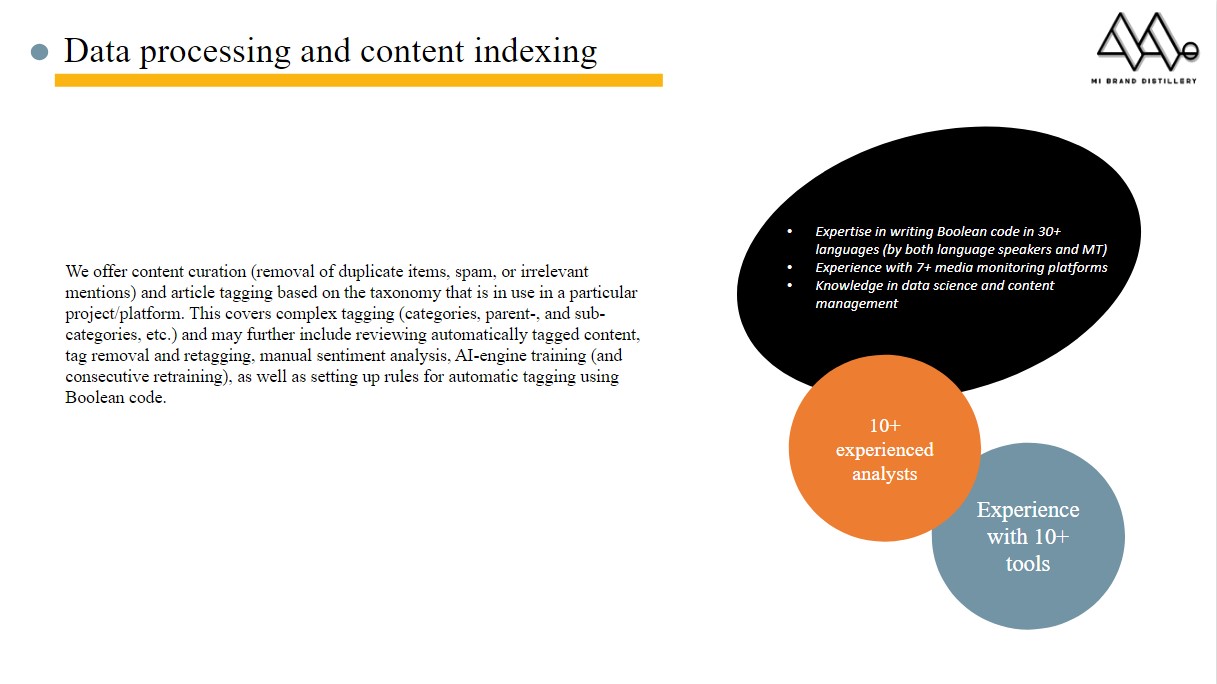 Data processing and content indexing
MI BRAND DISTILLERY
We offer content curation (removal of duplicate items, spam, or irrelevant
mentions) and article tagging based on the taxonomy that is in use in a particular
project/platform. This covers complex tagging (categories, parent-, and sub-
categories, etc.) and may further include reviewing automatically tagged content,
tag removal and retagging, manual sentiment analysis, AI-engine training (and
consecutive retraining), as well as setting up rules for automatic tagging using
Boolean code.
• Expertise in writing Boolean code in 30+
languages (by both language speakers and MT)
• Experience with 7+ media monitoring platforms
• Knowledge in data science and content
management
10+
experienced
analysts
Experience
with 10+
tools